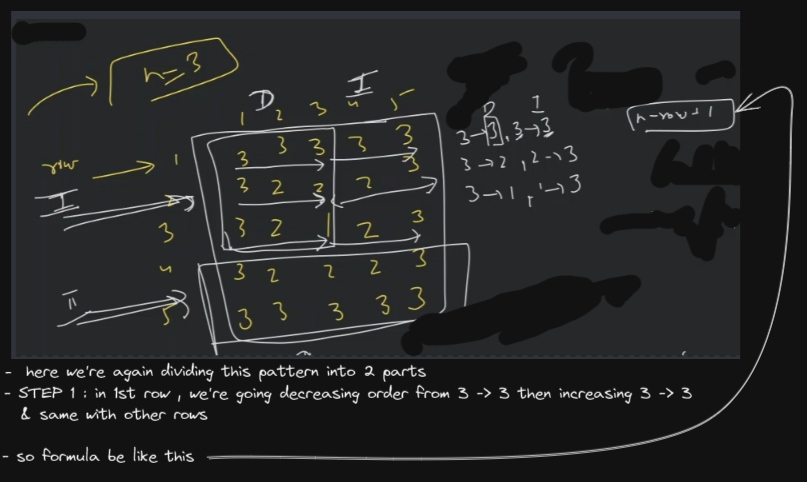 n=3
D I
1 2 3 4 5
row 1 3 3 3 3 3
I 2 3 2 2 2 3
3 3 2 1 2 3
4 3 2 2 2 3
II 5 3 3 3 3 3
D I
3→3, 3→3
3→2, 2→3
3→1, 1→3
n-row+1
- here we're again dividing this pattern into 2 parts
- STEP 1 : in 1st row , we're going decreasing order from 3 -> 3 then increasing 3 -> 3
& same with other rows
- so formula be like this